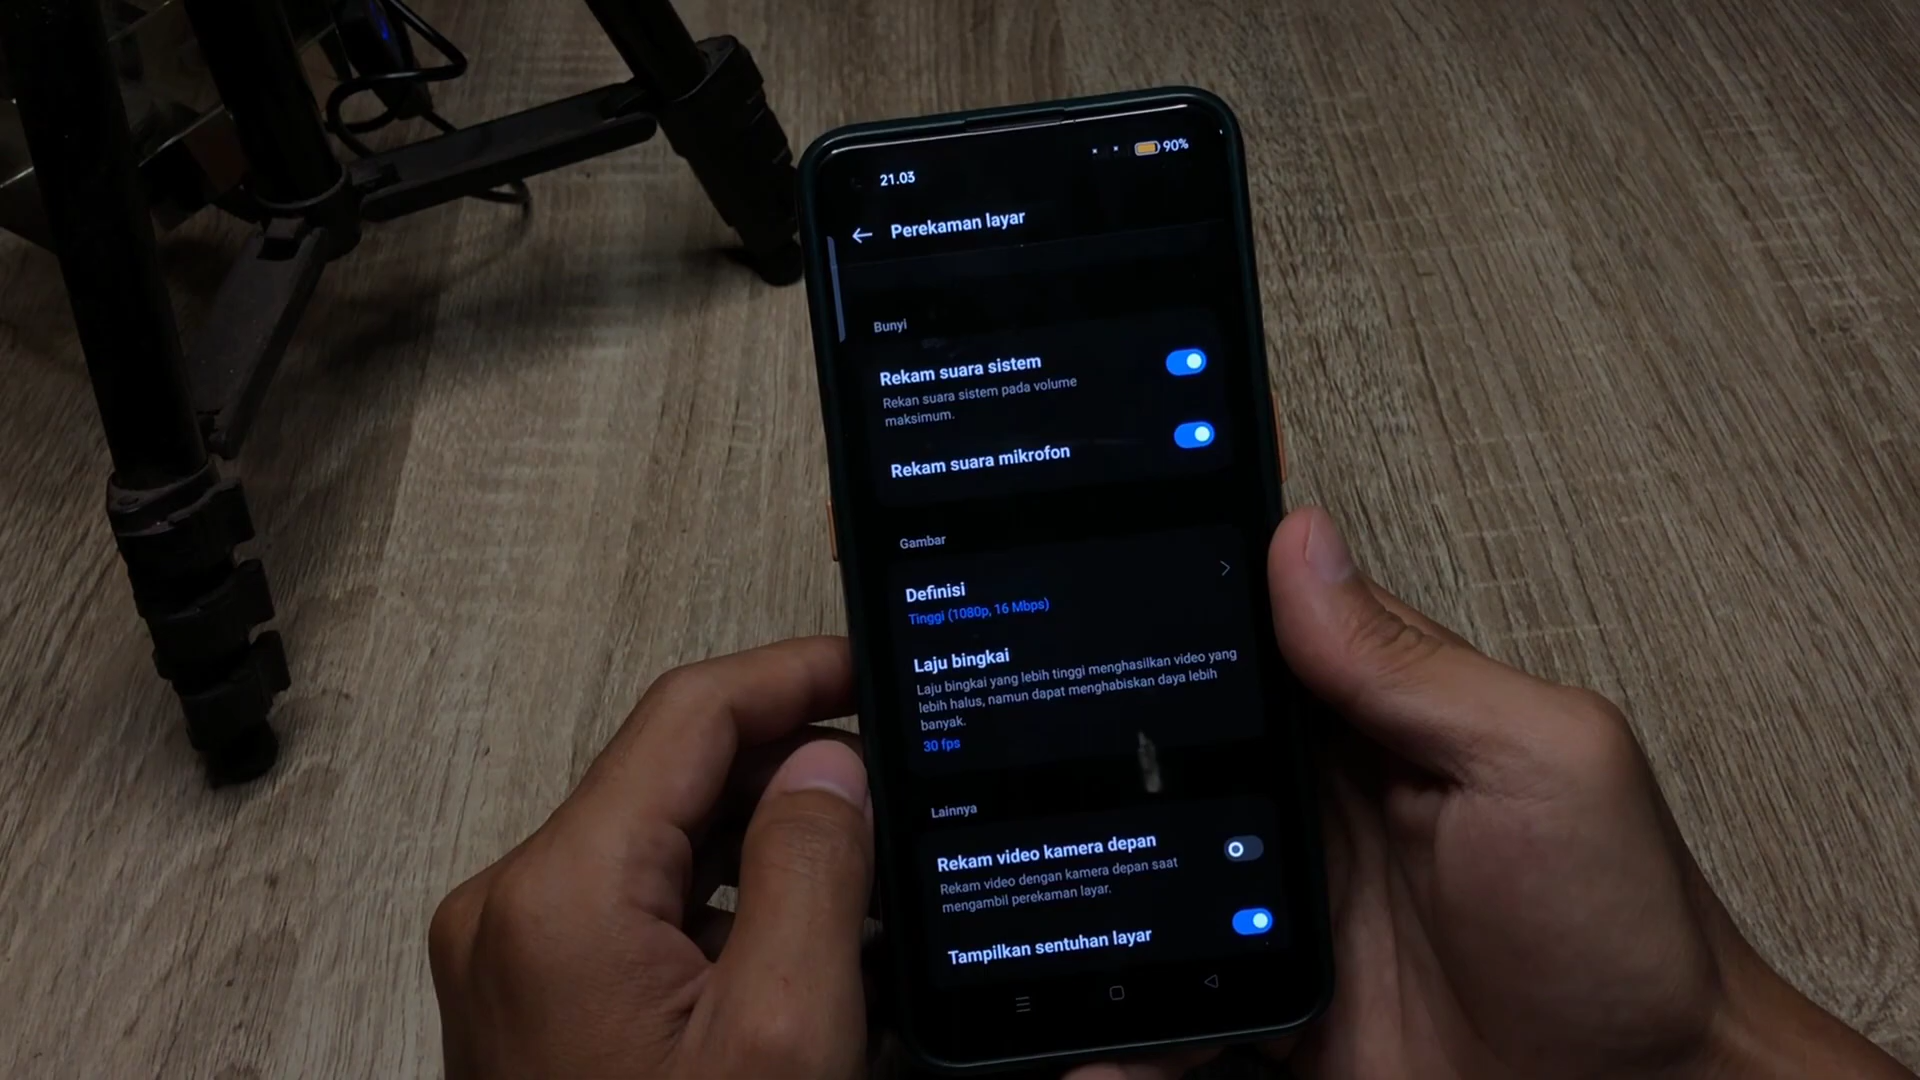 21.03
90%
Perekaman layar
Bunyi
Rekam suara sistem
Rekan suara sistem pada volume
maksimum.
Rekam suara mikrofon
Gambar
Definisi
Tinggi (1080p, 16 Mbps)
Laju bingkai
Laju bingkai yang lebih tinggi menghasilkan video yang
lebih halus, namun dapat menghabiskan daya lebih
banyak.
30 fps
Lainnya
Rekam video kamera depan
Rekam video dengan kamera depan saat
mengambil perekaman layar.
Tampilkan sentuhan layar